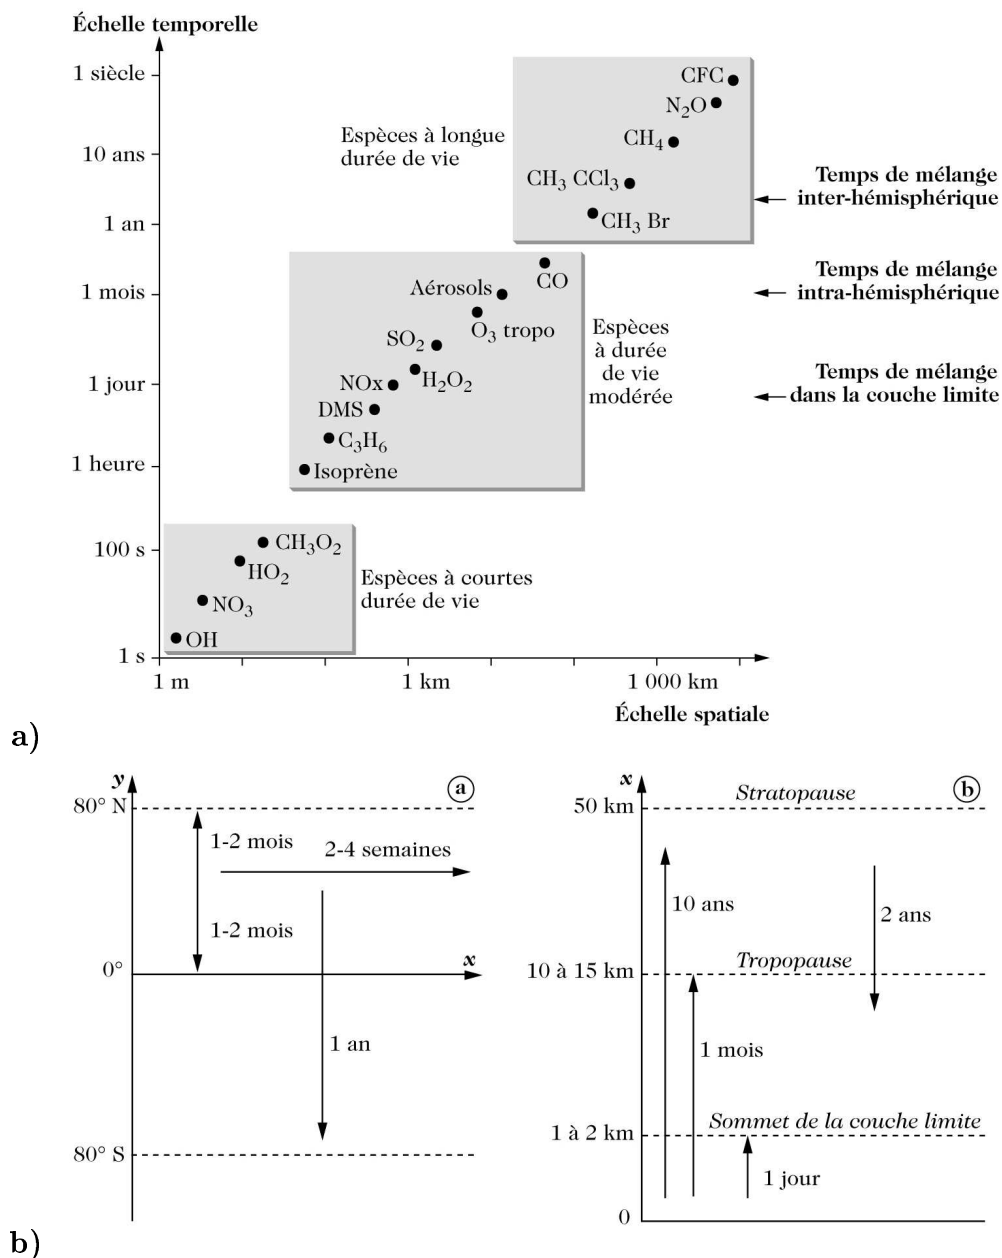 Échelle temporelle
1 siècle
CFC
N2O
Espèces à longue
durée de vie
CH4
10 ans
CH3 CCl3
Temps de mélange
inter-hémisphérique
1 an
CH3 Br
CO
Temps de mélange
intra-hémisphérique
Aérosols
1 mois
O3 tropo
Espèces
à durée
de vie
modérée
SO2
H2O2
NOx
1 jour
Temps de mélange
dans la couche limite
DMS
C3H6
1 heure
Isoprène
100 s
CH3O2
HO2
Espèces à courtes
durée de vie
NO3
OH
1 s
1 m
1 km
1 000 km
Échelle spatiale
a)
y
a
80° N
1-2 mois
2-4 semaines
1-2 mois
0°
x
1 an
80° S
x
b
50 km
Stratopause
10 ans
2 ans
10 à 15 km
Tropopause
1 mois
1 à 2 km
Sommet de la couche limite
1 jour
0
b)